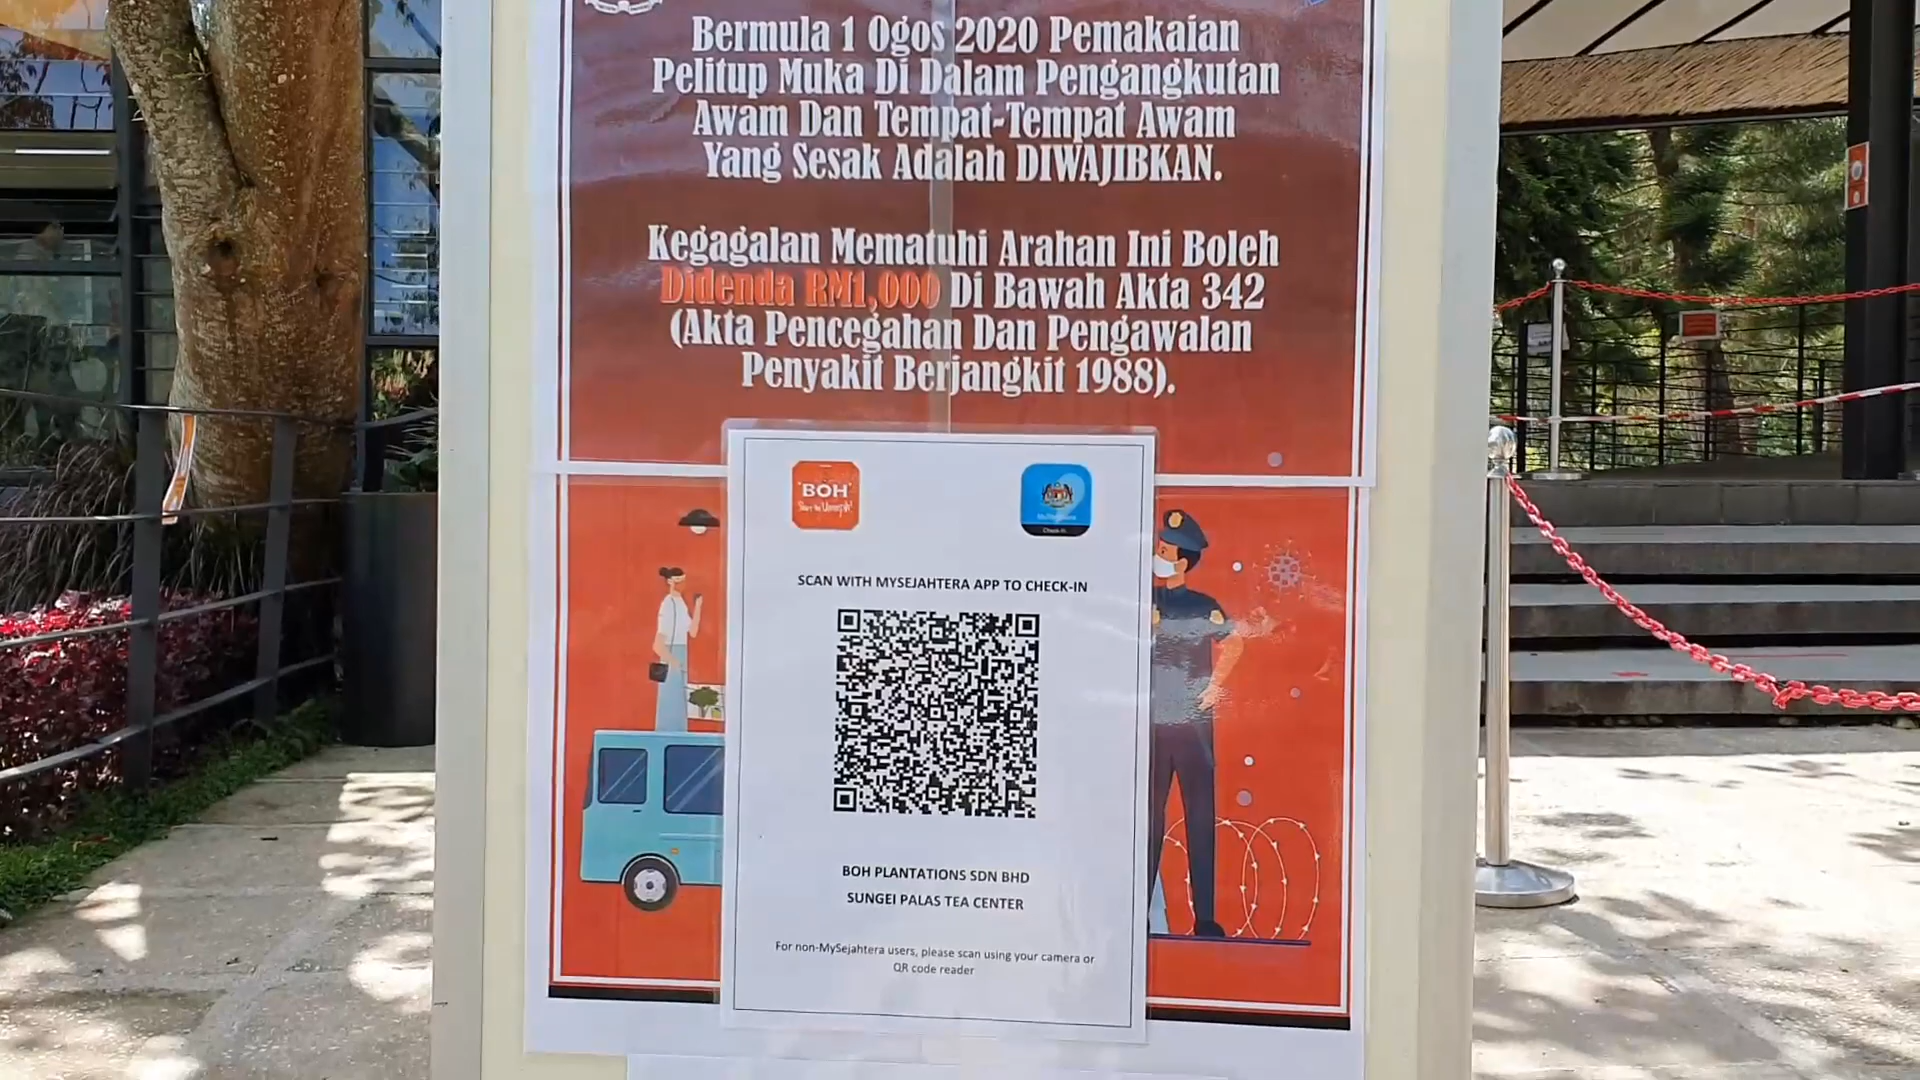 Bermula 1 Ogos 2020 Pemakaian
Pelitup Muka Di Dalam Pengangkutan
Awam Dan Tempat-Tempat Awam
Yang Sesak Adalah DIWAJIBKAN.
Kegagalan Mematuhi Arahan Ini Boleh
Didenda RM1,000 Di Bawah Akta 342
(Akta Pencegahan Dan Pengawalan
Penyakit Berjangkit 1988).
BOH
SCAN WITH MYSEJAHTERA APP TO CHECK-IN
BOH PLANTATIONS SDN BHD
SUNGEI PALAS TEA CENTER
For non-MySejahtera users, please scan using your camera or
QR code reader